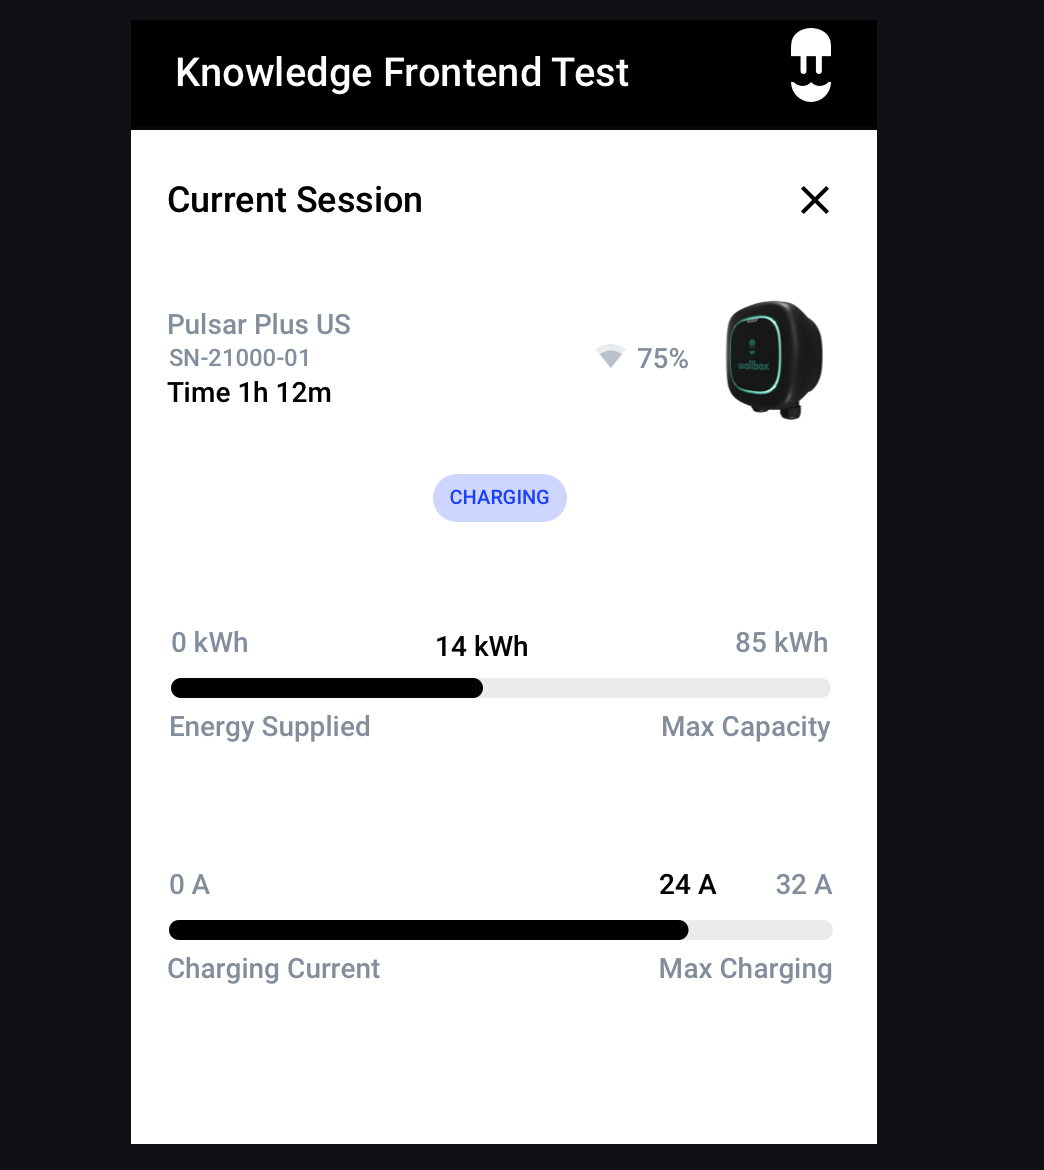 Knowledge Frontend Test
Current Session
Pulsar Plus US
SN-21000-01
Time 1h 12m
75%
wallbox
CHARGING
0 kWh 14 kWh 85 kWh
Energy Supplied Max Capacity
0 A 24 A 32 A
Charging Current Max Charging